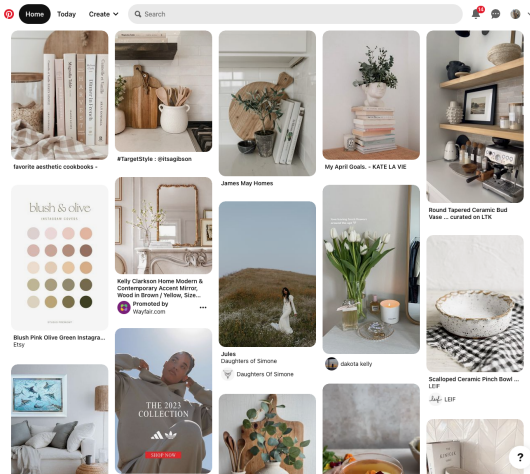 Home
Today
Create
Search
14
favorite aesthetic cookbooks -
#TargetStyle : @itsagibson
James May Homes
My April Goals. - KATE LA VIE
Round Tapered Ceramic Bud
Vase ... curated on LTK
blush & olive
Blush Pink Olive Green Instagra...
Etsy
Kelly Clarkson Home Modern &
Contemporary Accent Mirror,
Wood in Brown / Yellow, Size...
Promoted by
Wayfair.com
Jules
Daughters of Simone
Daughters Of Simone
dakota kelly
Scalloped Ceramic Pinch Bowl ...
LEIF
LEIF
THE 2023
COLLECTION
SHOP NOW
?